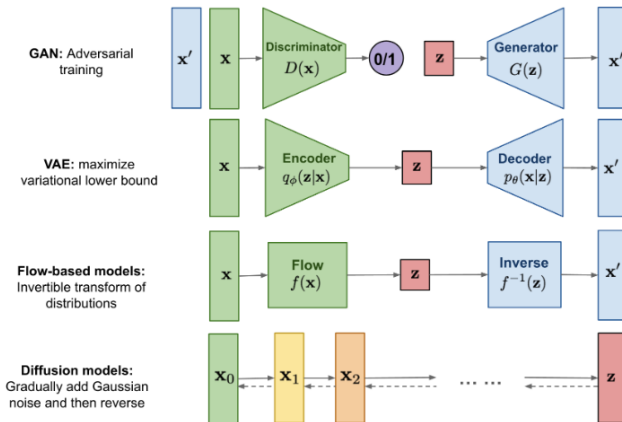 GAN: Adversarial
training
x′
x
Discriminator
D(x)
0/1
z
Generator
G(z)
x′
VAE: maximize
variational lower bound
x
Encoder
qϕ(z|x)
z
Decoder
pθ(x|z)
x′
Flow-based models:
Invertible transform of
distributions
x
Flow
f(x)
z
Inverse
f⁻¹(z)
x′
Diffusion models:
Gradually add Gaussian
noise and then reverse
x₀
x₁
x₂
... ...
z